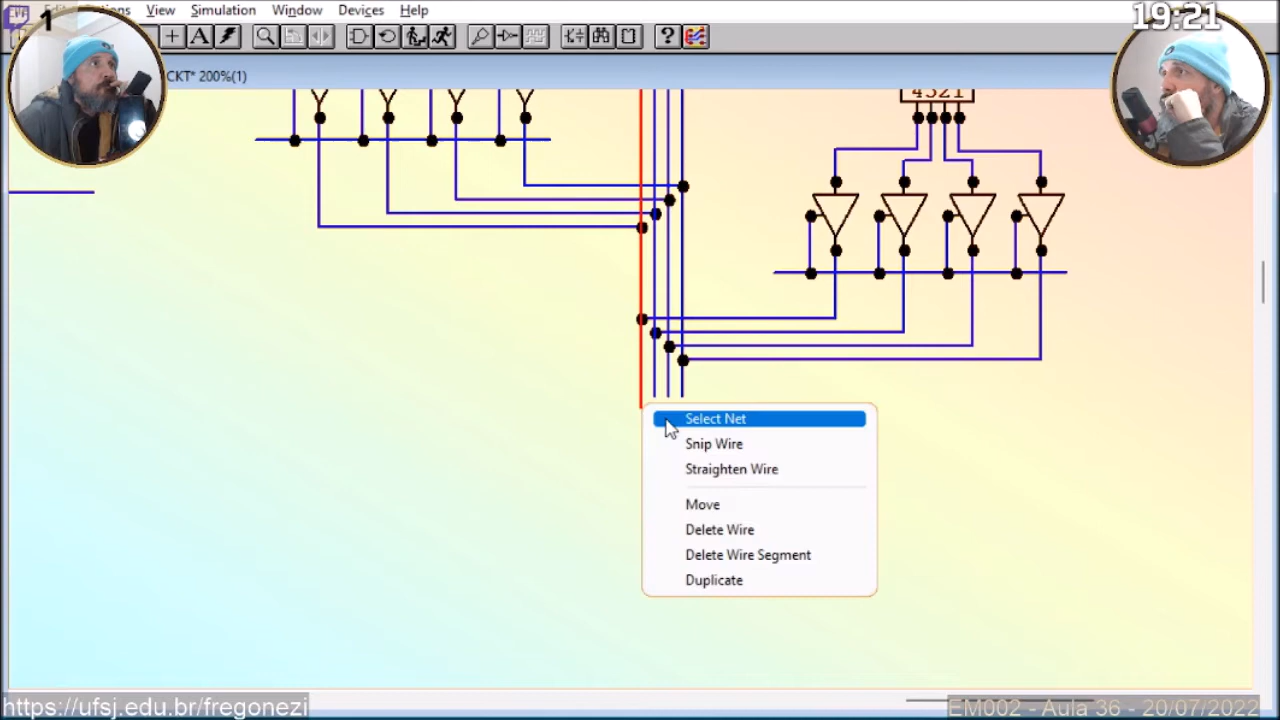 1
View Simulation Window Devices Help
19:21
CKT* 200%(1)
4321
Select Net
Snip Wire
Straighten Wire
Move
Delete Wire
Delete Wire Segment
Duplicate
https://ufsj.edu.br/fregonezi
EM002 - Aula 36 - 20/07/2022